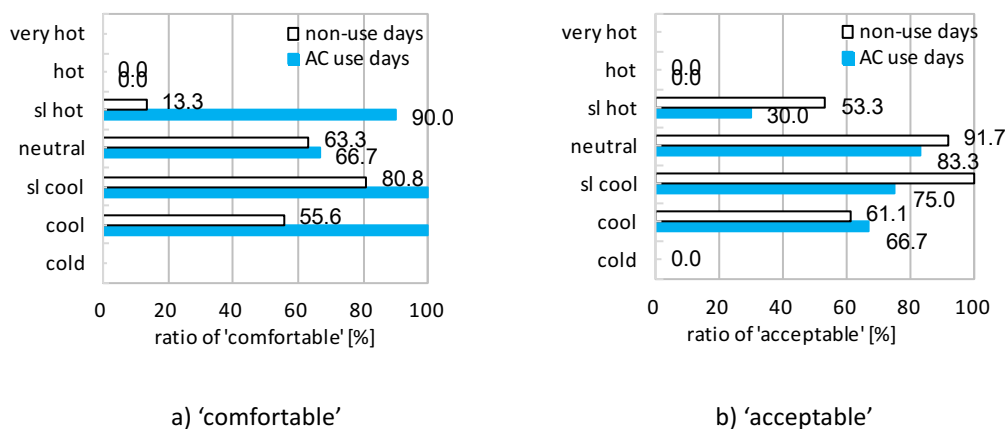 very hot
hot
sl hot
neutral
sl cool
cool
cold
non-use days
AC use days
0.0
0.0
13.3
90.0
63.3
66.7
80.8
55.6
0 20 40 60 80 100
ratio of 'comfortable' [%]
a) ‘comfortable’
very hot
hot
sl hot
neutral
sl cool
cool
cold
non-use days
AC use days
0.0
0.0
53.3
30.0
91.7
83.3
75.0
61.1
66.7
0.0
0 20 40 60 80 100
ratio of 'acceptable' [%]
b) ‘acceptable’